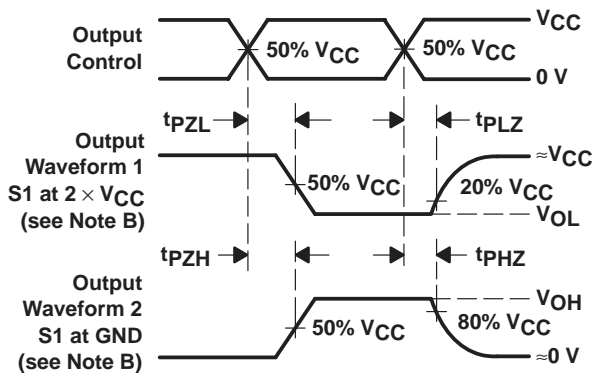 Output
Control
50% VCC
50% VCC
VCC
0 V
tPZL
tPLZ
Output
Waveform 1
S1 at 2 × VCC
(see Note B)
50% VCC
≈VCC
20% VCC
VOL
tPZH
tPHZ
Output
Waveform 2
S1 at GND
(see Note B)
50% VCC
VOH
80% VCC
≈0 V